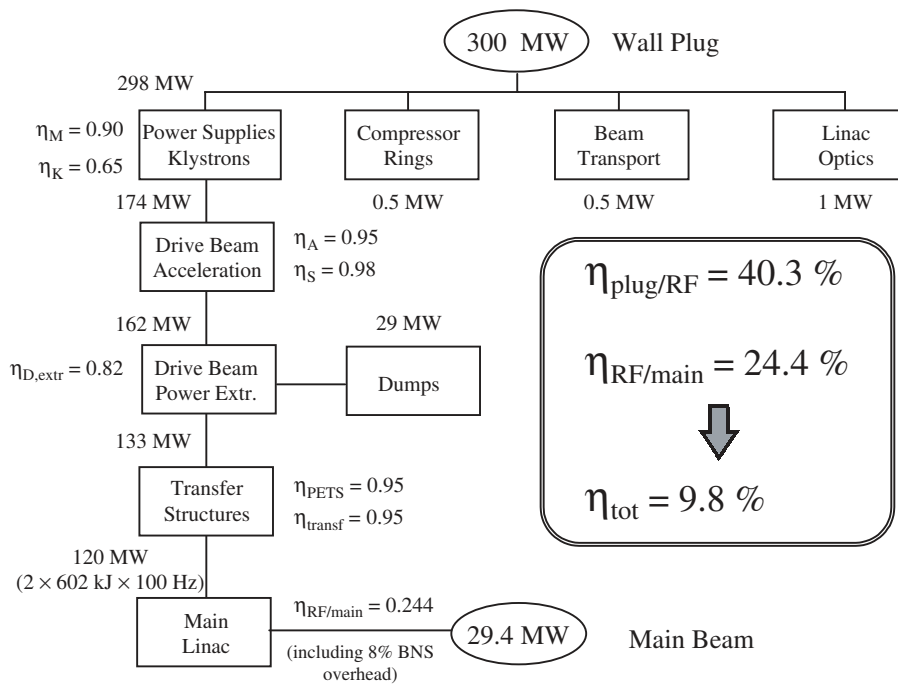 300 MW
Wall Plug
298 MW
η_M = 0.90
η_K = 0.65
Power Supplies
Klystrons
Compressor
Rings
Beam
Transport
Linac
Optics
174 MW
0.5 MW
0.5 MW
1 MW
Drive Beam
Acceleration
η_A = 0.95
η_S = 0.98
162 MW
29 MW
η_D,extr = 0.82
Drive Beam
Power Extr.
Dumps
133 MW
Transfer
Structures
η_PETS = 0.95
η_transf = 0.95
120 MW
(2 × 602 kJ × 100 Hz)
Main
Linac
η_RF/main = 0.244
(including 8% BNS
overhead)
29.4 MW
Main Beam
η_plug/RF = 40.3 %
η_RF/main = 24.4 %
η_tot = 9.8 %